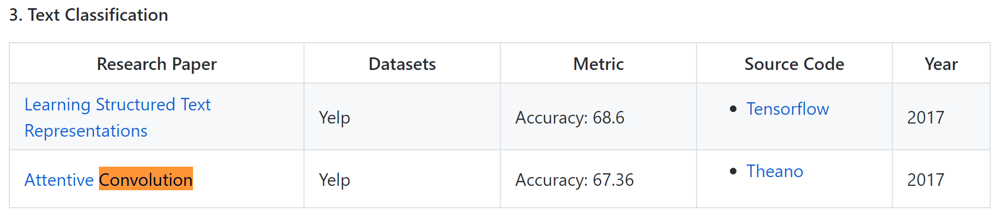 3. Text Classification
Research Paper Datasets Metric Source Code Year
Learning Structured Text
Representations
Yelp
Accuracy: 68.6
Tensorflow
2017
Attentive Convolution
Yelp
Accuracy: 67.36
Theano
2017